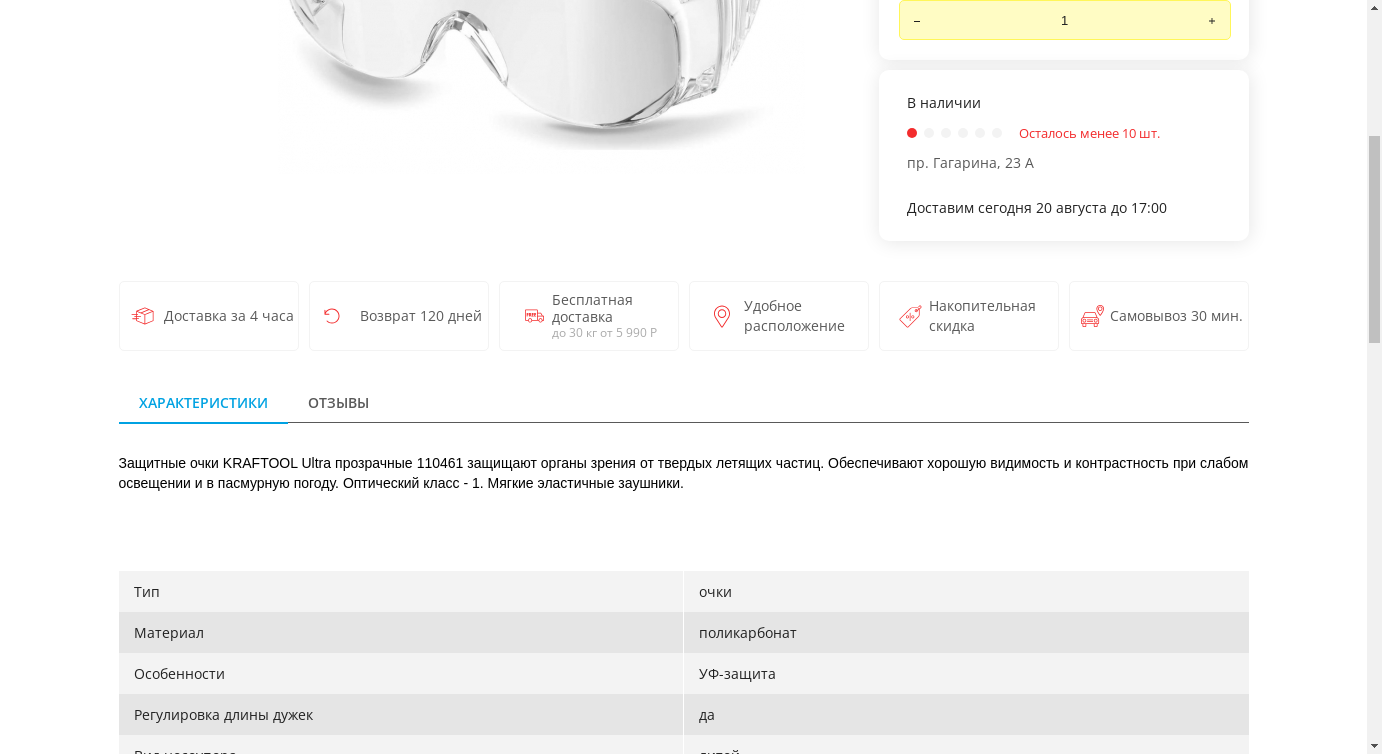 –
1
+
В наличии
Осталось менее 10 шт.
пр. Гагарина, 23 А
Доставим сегодня 20 августа до 17:00
Доставка за 4 часа
Возврат 120 дней
Бесплатная
доставка
до 30 кг от 5 990 Р
Удобное
расположение
Накопительная
скидка
Самовывоз 30 мин.
ХАРАКТЕРИСТИКИ
ОТЗЫВЫ
Защитные очки KRAFTOOL Ultra прозрачные 110461 защищают органы зрения от твердых летящих частиц. Обеспечивают хорошую видимость и контрастность при слабом
освещении и в пасмурную погоду. Оптический класс - 1. Мягкие эластичные заушники.
Тип
очки
Материал
поликарбонат
Особенности
УФ-защита
Регулировка длины дужек
да